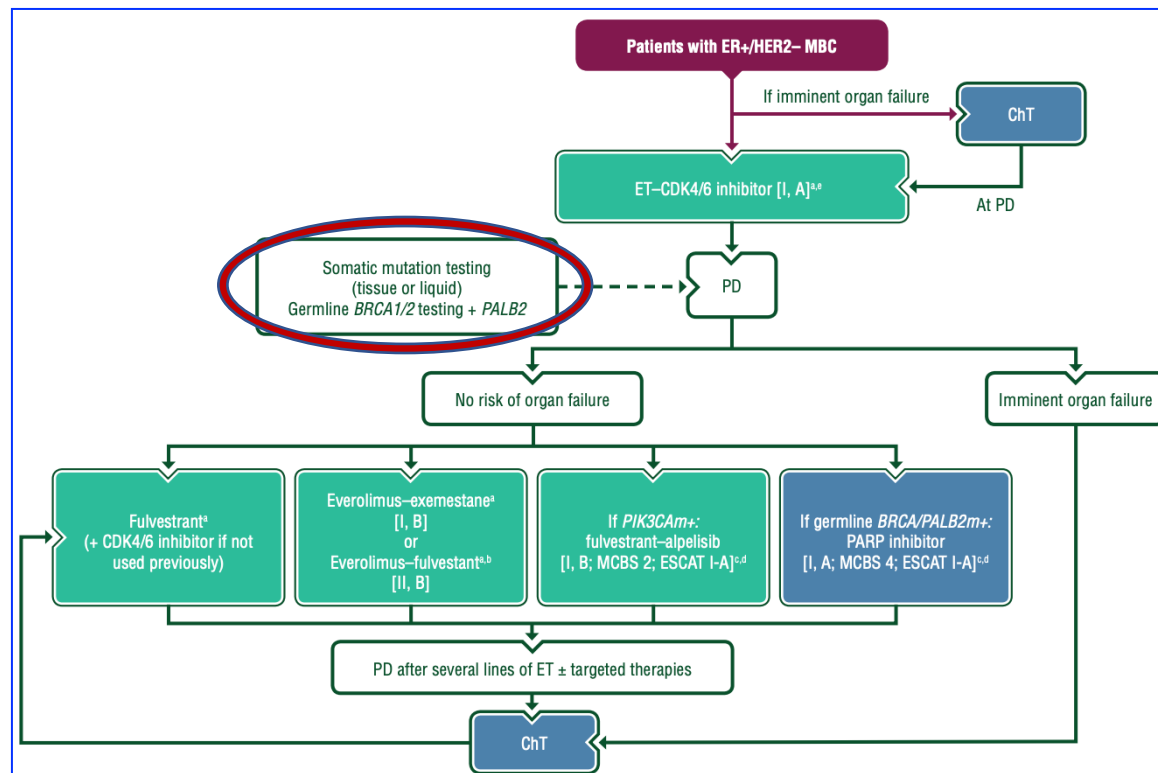 Patients with ER+/HER2– MBC
If imminent organ failure
ChT
ET–CDK4/6 inhibitor [I, A]a,e
At PD
Somatic mutation testing
(tissue or liquid)
Germline BRCA1/2 testing + PALB2
PD
No risk of organ failure
Imminent organ failure
Fulvestranta
(+ CDK4/6 inhibitor if not
used previously)
Everolimus–exemestanea
[I, B]
or
Everolimus–fulvestranta,b
[II, B]
If PIK3CAm+:
fulvestrant–alpelisib
[I, B; MCBS 2; ESCAT I-A]c,d
If germline BRCA/PALB2m+:
PARP inhibitor
[I, A; MCBS 4; ESCAT I-A]c,d
PD after several lines of ET ± targeted therapies
ChT